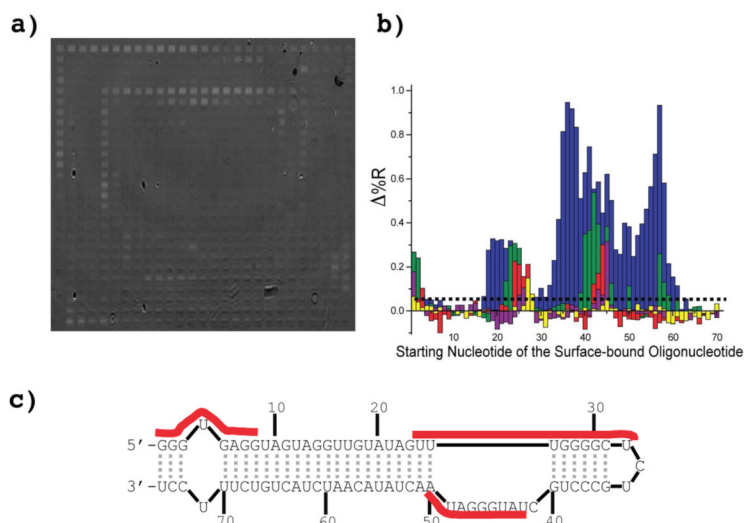 a)
b)
Δ%R
1.0
0.8
0.6
0.4
0.2
0.0
10 20 30 40 50 60 70
Starting Nucleotide of the Surface-bound Oligonucleotide
c)
10 20 30
U
5' -GGG GAGGUAGUAGGUUGUAUAGUU UGGGGC U
C
3' -UCC UUCUGUCAUCUAACAUAUCAA GUCCCG U
U UAGGGUAUC
70 60 50 40